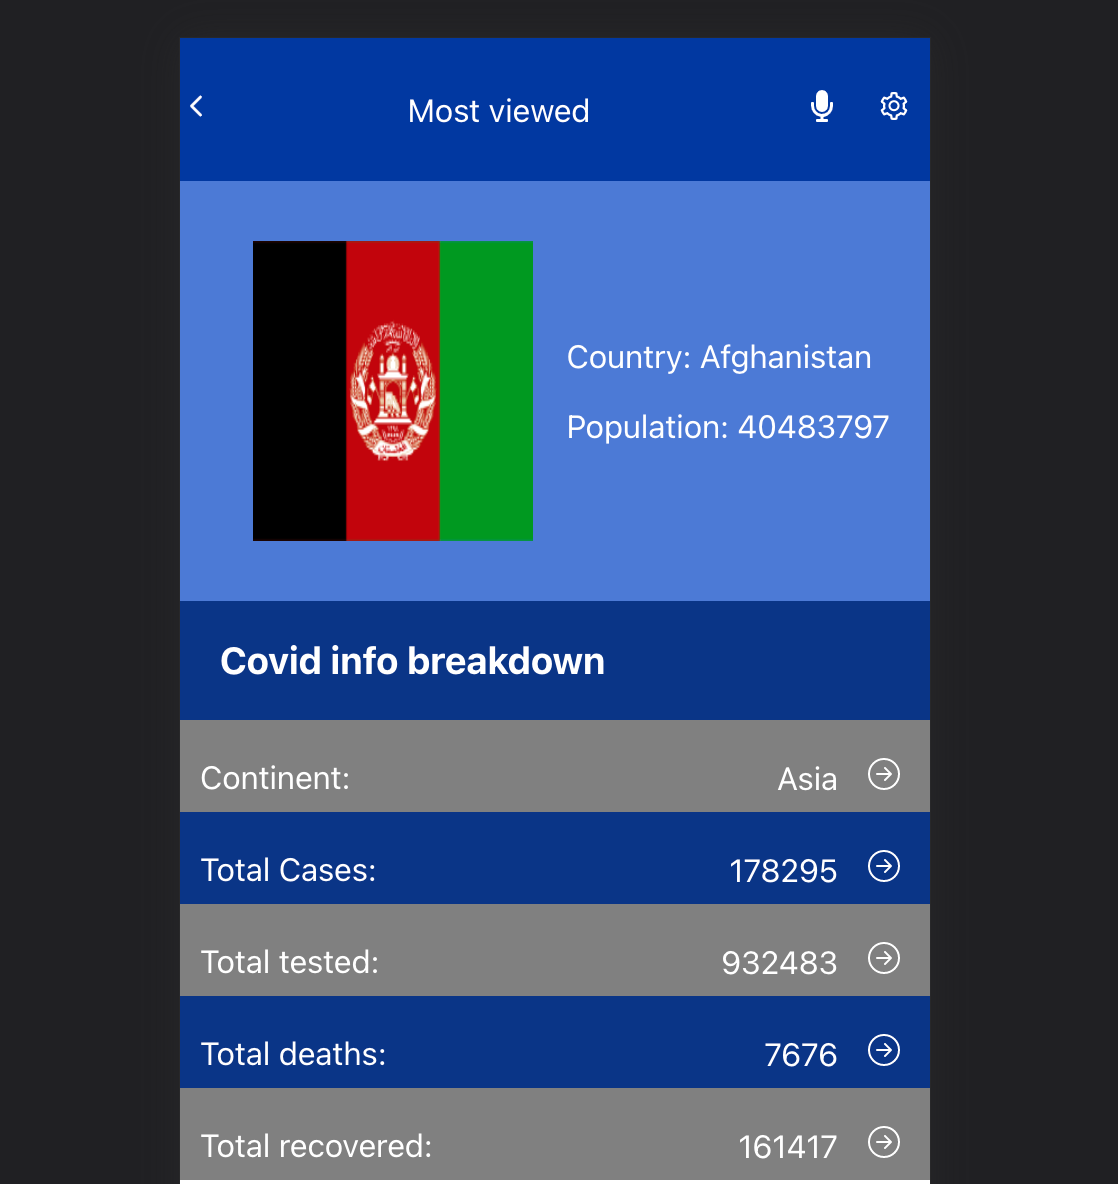 Most viewed
Country: Afghanistan
Population: 40483797
Covid info breakdown
Continent: Asia
Total Cases: 178295
Total tested: 932483
Total deaths: 7676
Total recovered: 161417